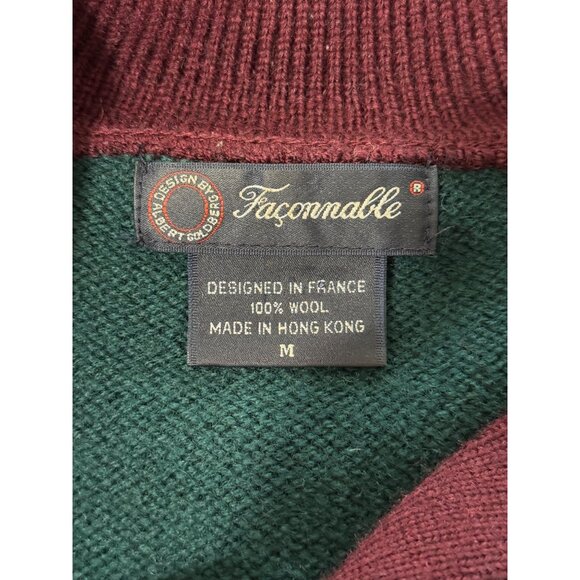 DESIGN BY ALBERT GOLDBERG
Façonnable®
DESIGNED IN FRANCE
100% WOOL
MADE IN HONG KONG
M